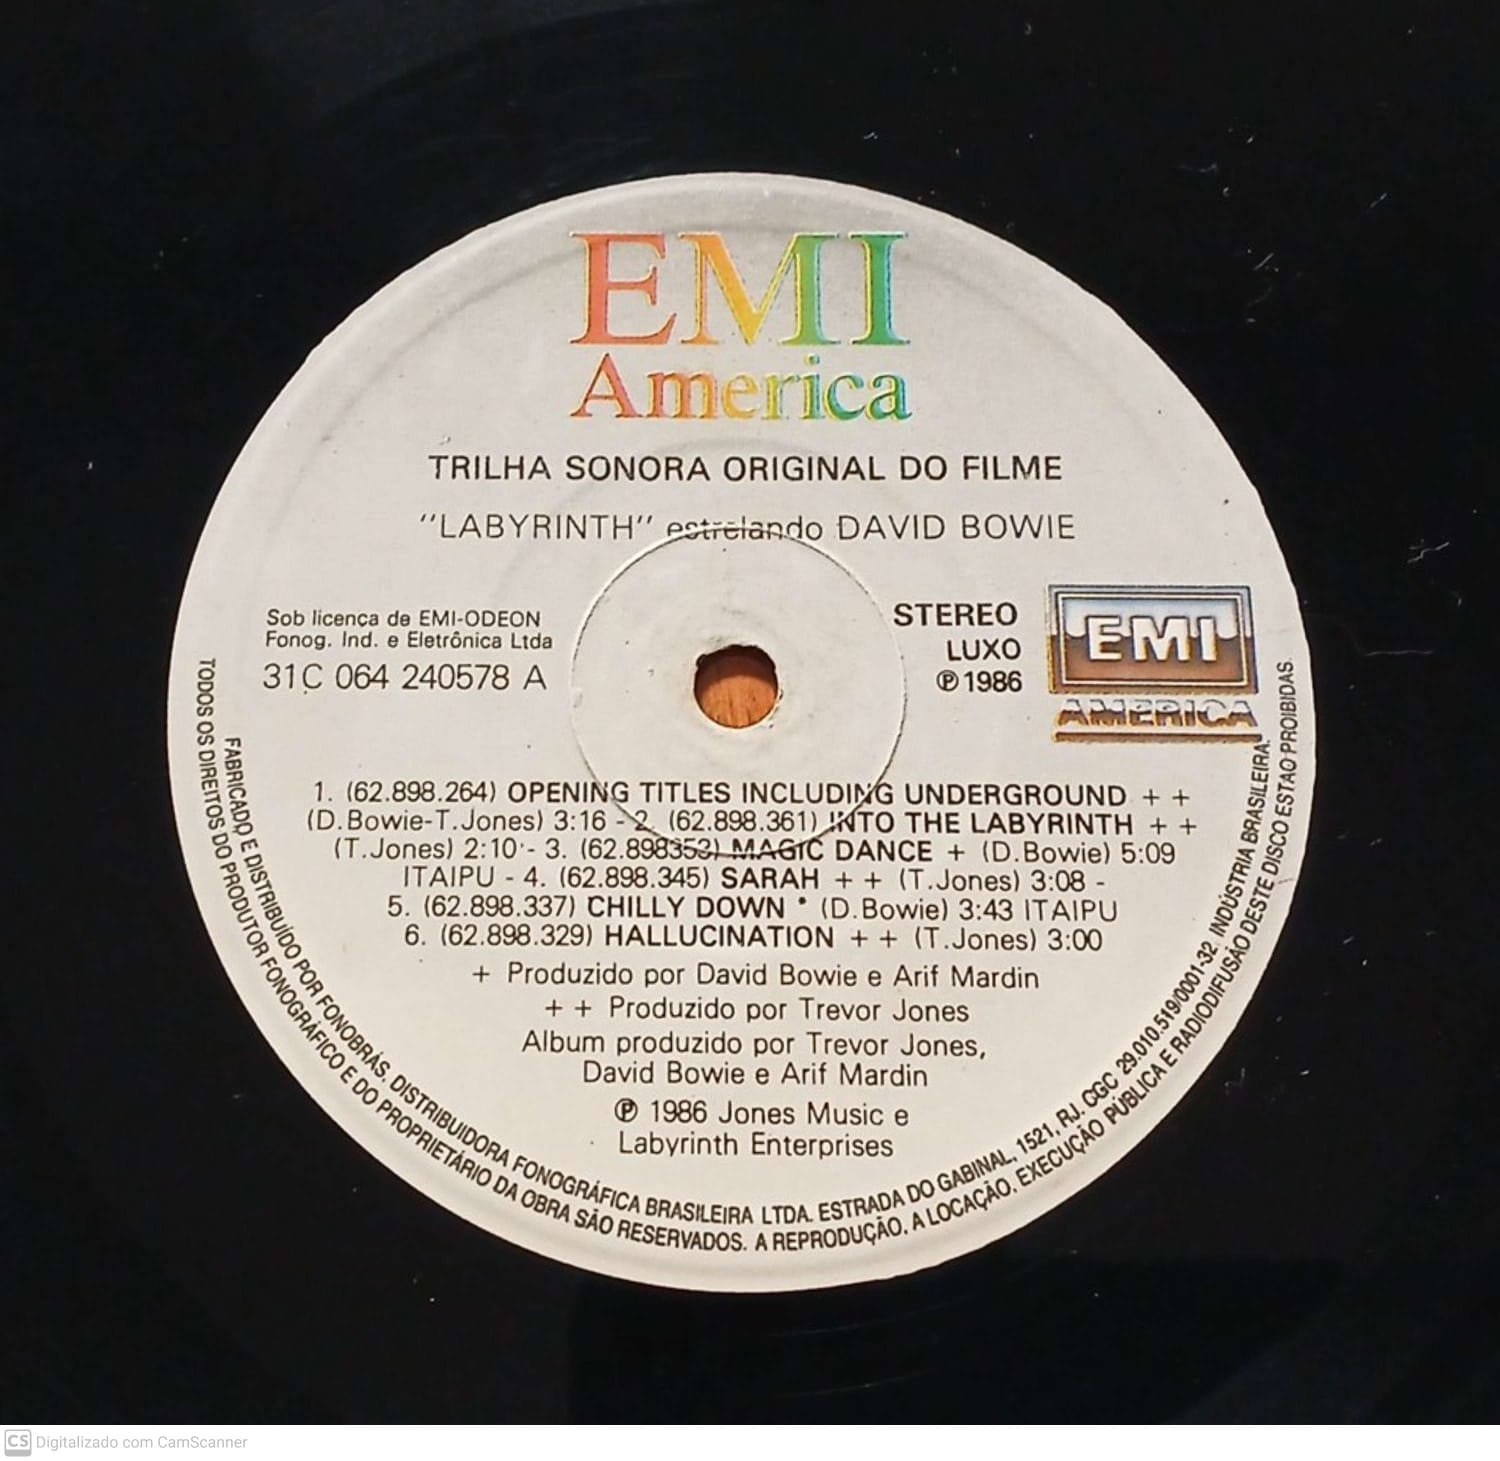 EMI
America
TRILHA SONORA ORIGINAL DO FILME
"LABYRINTH" estrelando DAVID BOWIE
Sob licença de EMI-ODEON
Fonog. Ind. e Eletrônica Ltda
31C 064 240578 A
STEREO
LUXO
℗ 1986
EMI
AMERICA
1. (62.898.264) OPENING TITLES INCLUDING UNDERGROUND + +
(D.Bowie-T.Jones) 3:16 - 2. (62.898.361) INTO THE LABYRINTH + +
(T.Jones) 2:10 - 3. (62.898353) MAGIC DANCE + (D.Bowie) 5:09
ITAIPU - 4. (62.898.345) SARAH + + (T.Jones) 3:08 -
5. (62.898.337) CHILLY DOWN * (D.Bowie) 3:43 ITAIPU
6. (62.898.329) HALLUCINATION + + (T.Jones) 3:00
+ Produzido por David Bowie e Arif Mardin
+ + Produzido por Trevor Jones
Album produzido por Trevor Jones,
David Bowie e Arif Mardin
℗ 1986 Jones Music e
Labyrinth Enterprises
FABRICADO E DISTRIBUÍDO POR FONOBRÁS. DISTRIBUIDORA FONOGRÁFICA BRASILEIRA LTDA. ESTRADA DO GABINAL, 1521, RJ. CGC 29.010.519/0001-32. INDÚSTRIA BRASILEIRA.
TODOS OS DIREITOS DO PRODUTOR FONOGRÁFICO E DO PROPRIETÁRIO DA OBRA SÃO RESERVADOS. A REPRODUÇÃO, A LOCAÇÃO, EXECUÇÃO PÚBLICA E RADIODIFUSÃO DESTE DISCO ESTÃO PROIBIDAS.
CS Digitalizado com CamScanner